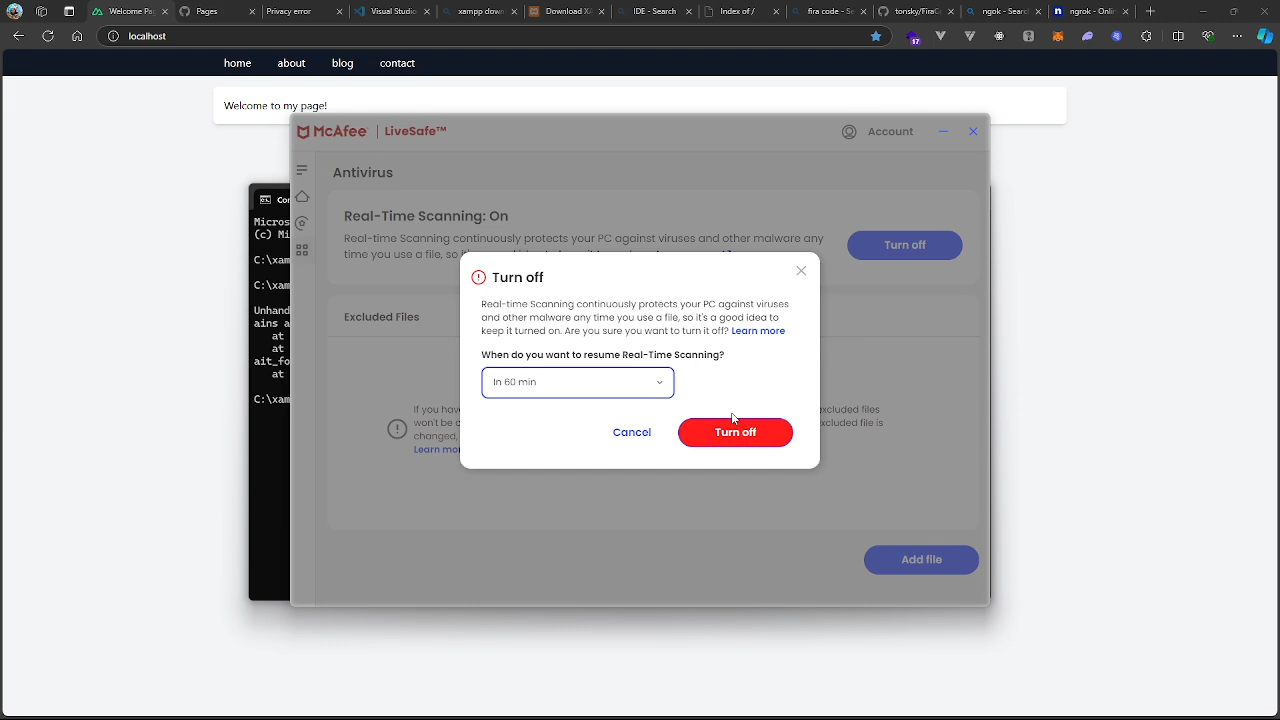 Welcome Pag
Pages
Privacy error
Visual Studio
xampp down
Download XA
IDE - Search
Index of /
fira code - Se
tonsky/FiraCo
ngok - Search
ngrok - Onlin
localhost
17
home
about
blog
contact
Welcome to my page!
McAfee | LiveSafe™
Account
Antivirus
Real-Time Scanning: On
Real-time Scanning continuously protects your PC against viruses and other malware any
time you use a file, so it
Turn off
Excluded Files
Micros
(c) Mi
C:\xam
C:\xam
Unhand
ains a
at
at
ait_fo
at
C:\xam
Turn off
Real-time Scanning continuously protects your PC against viruses
and other malware any time you use a file, so it's a good idea to
keep it turned on. Are you sure you want to turn it off? Learn more
When do you want to resume Real-Time Scanning?
In 60 min
Cancel
Turn off
If you hav
won't be c
changed,
Learn mor
xcluded files
xcluded file is
Add file